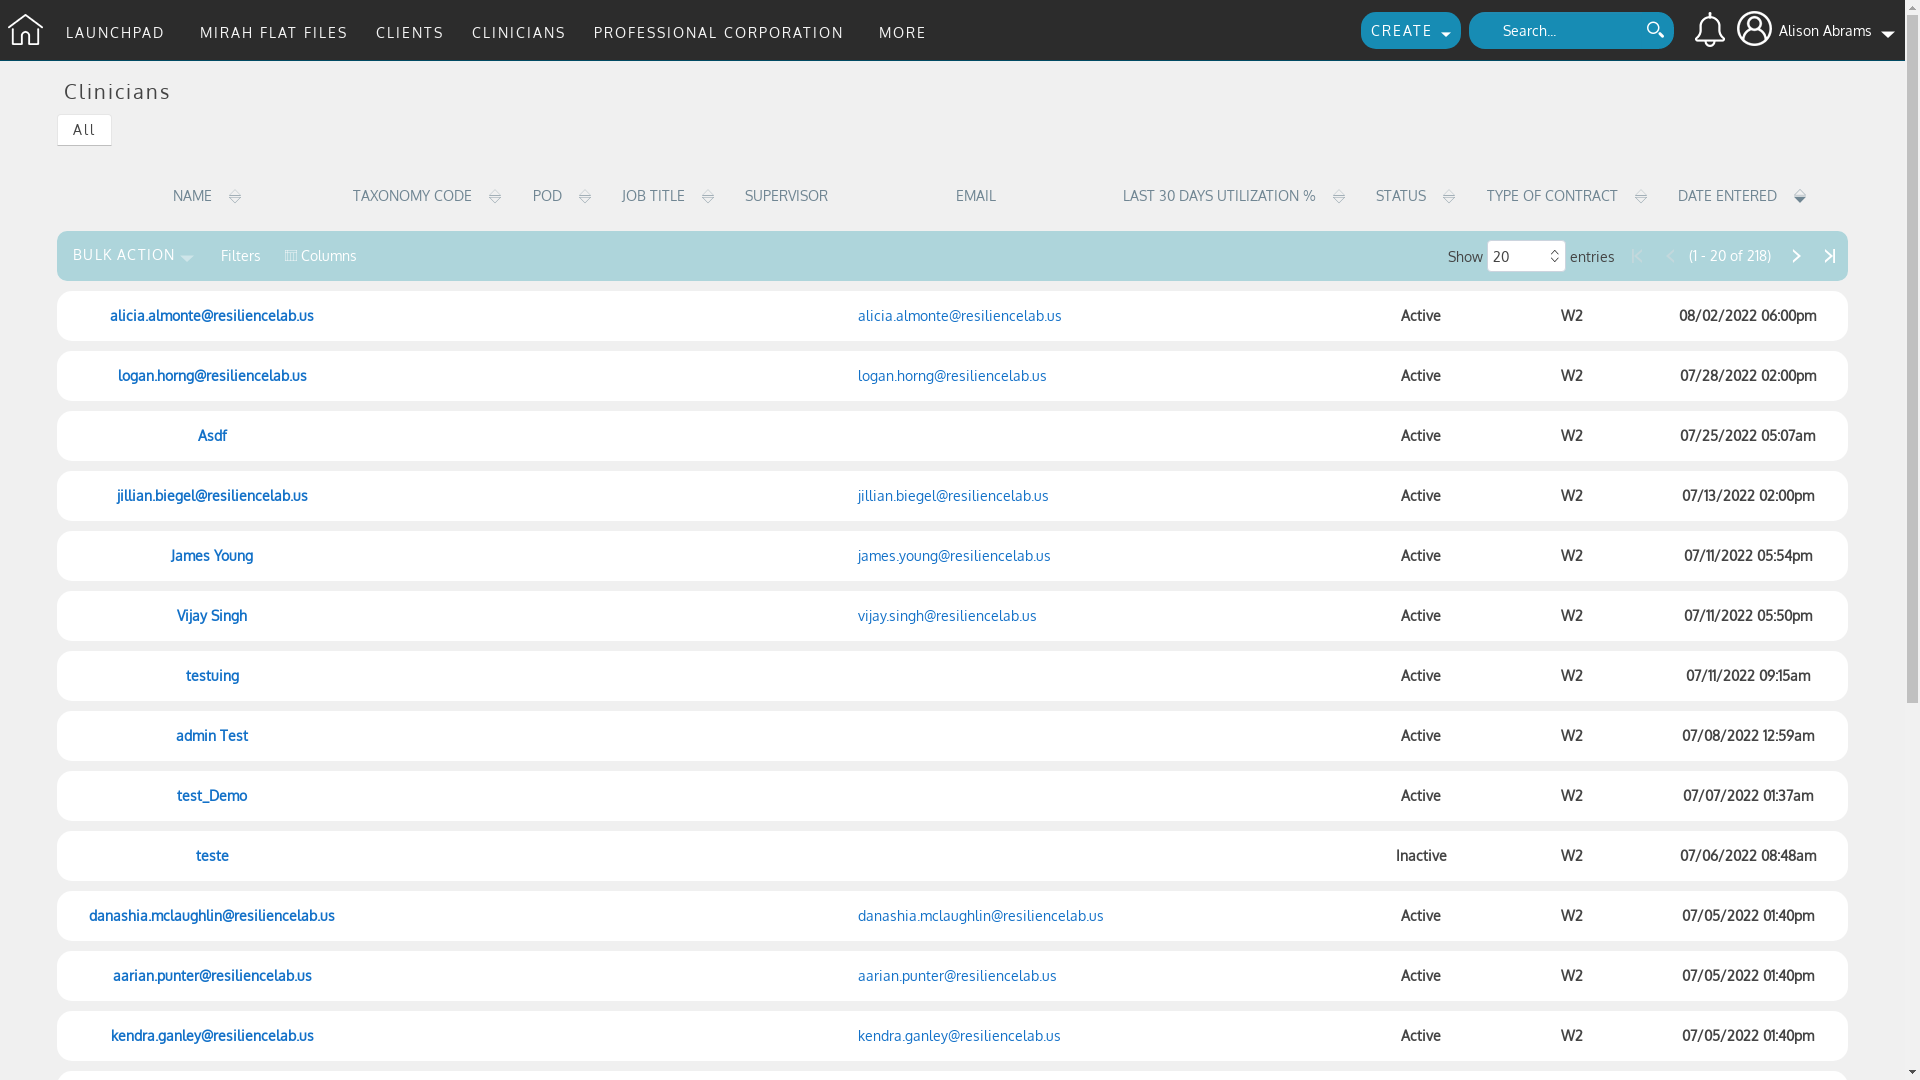 LAUNCHPAD MIRAH FLAT FILES CLIENTS CLINICIANS PROFESSIONAL CORPORATION MORE CREATE Search... Alison Abrams
Clinicians
All
NAME TAXONOMY CODE POD JOB TITLE SUPERVISOR EMAIL LAST 30 DAYS UTILIZATION % STATUS TYPE OF CONTRACT DATE ENTERED
BULK ACTION Filters Columns Show 20 entries (1 - 20 of 218)
alicia.almonte@resiliencelab.us alicia.almonte@resiliencelab.us Active W2 08/02/2022 06:00pm
logan.horng@resiliencelab.us logan.horng@resiliencelab.us Active W2 07/28/2022 02:00pm
Asdf Active W2 07/25/2022 05:07am
jillian.biegel@resiliencelab.us jillian.biegel@resiliencelab.us Active W2 07/13/2022 02:00pm
James Young james.young@resiliencelab.us Active W2 07/11/2022 05:54pm
Vijay Singh vijay.singh@resiliencelab.us Active W2 07/11/2022 05:50pm
testuing Active W2 07/11/2022 09:15am
admin Test Active W2 07/08/2022 12:59am
test_Demo Active W2 07/07/2022 01:37am
teste Inactive W2 07/06/2022 08:48am
danashia.mclaughlin@resiliencelab.us danashia.mclaughlin@resiliencelab.us Active W2 07/05/2022 01:40pm
aarian.punter@resiliencelab.us aarian.punter@resiliencelab.us Active W2 07/05/2022 01:40pm
kendra.ganley@resiliencelab.us kendra.ganley@resiliencelab.us Active W2 07/05/2022 01:40pm